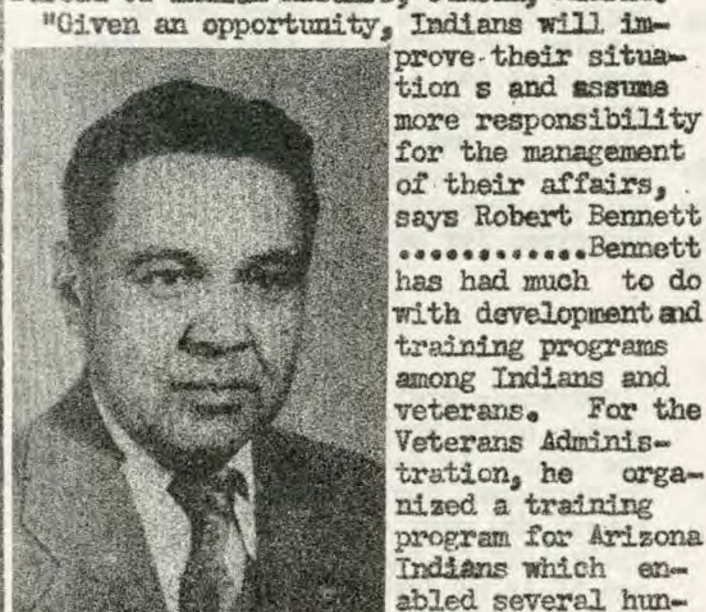 "Given an opportunity, Indians will im-
prove their situa-
tion s and assume
more responsibility
for the management
of their affairs,
says Robert Bennett
............Bennett
has had much to do
with development and
training programs
among Indians and
veterans. For the
Veterans Adminis-
tration, he orga-
nized a training
program for Arizona
Indians which en-
abled several hun-